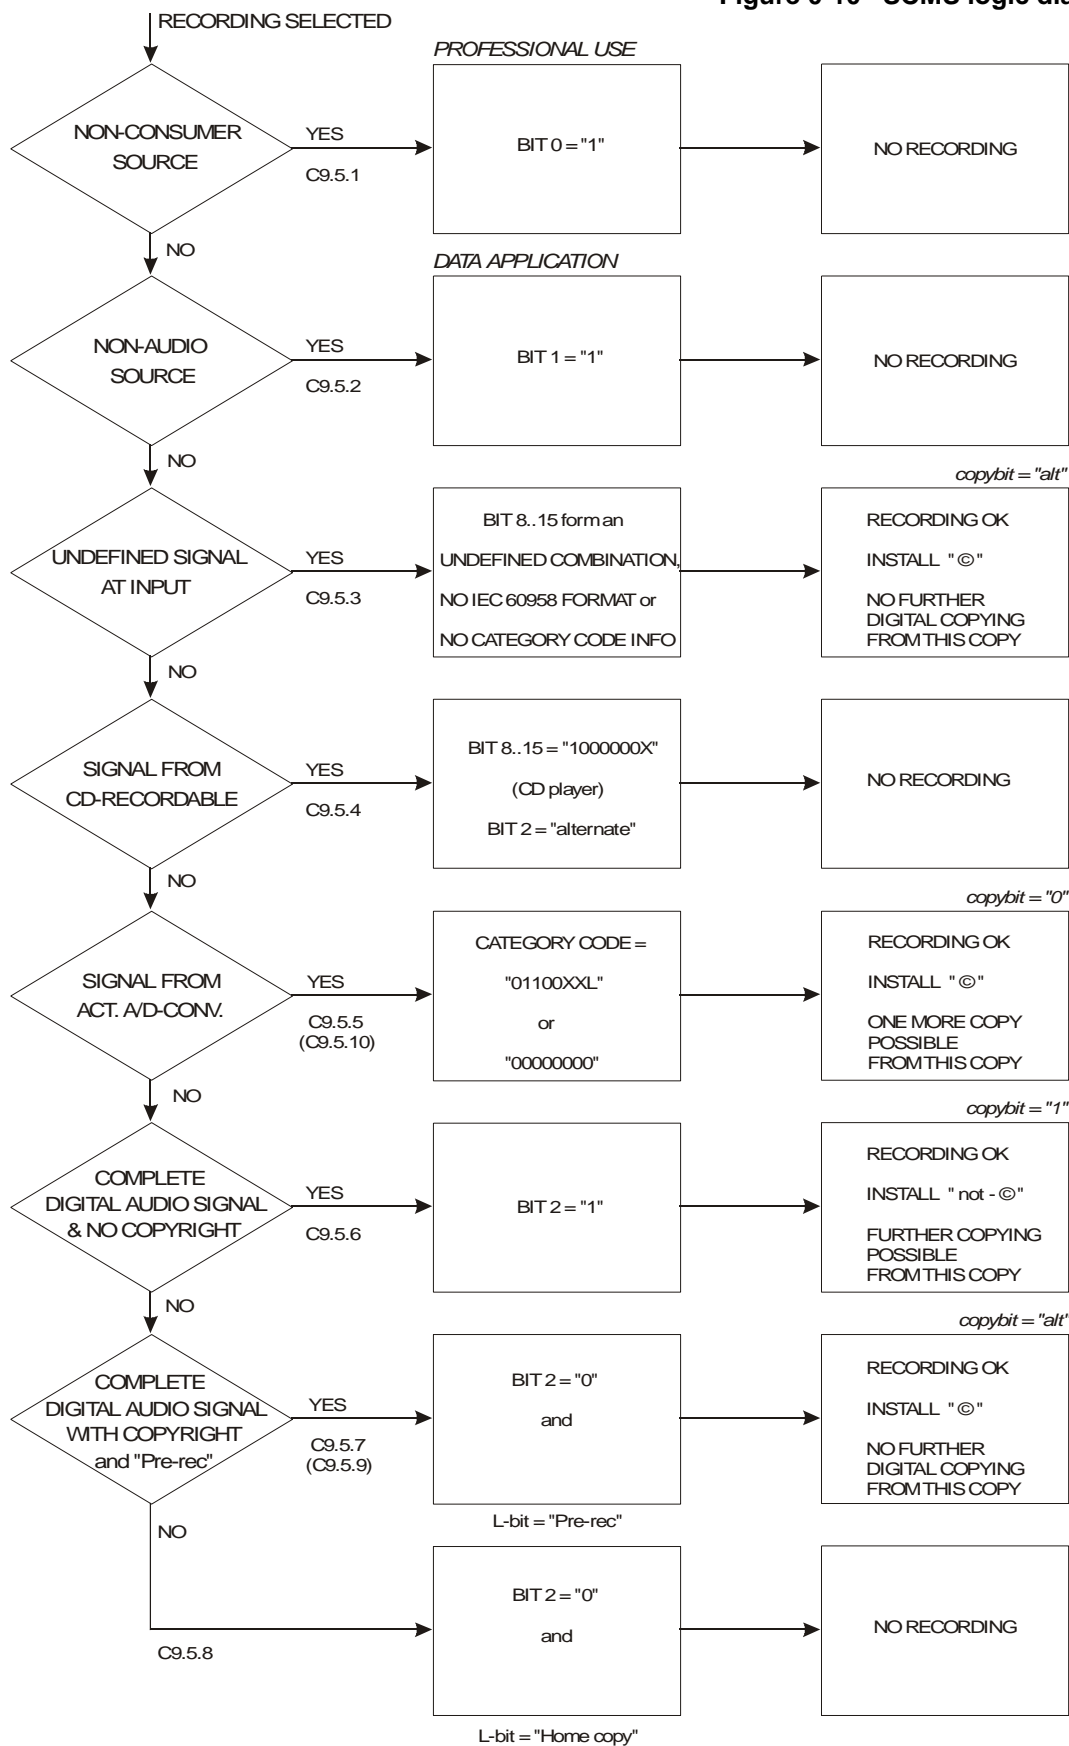 RECORDING SELECTED
PROFESSIONAL USE
NON-CONSUMER
SOURCE
YES
C9.5.1
BIT 0 = "1"
NO RECORDING
NO
DATA APPLICATION
NON-AUDIO
SOURCE
YES
C9.5.2
BIT 1 = "1"
NO RECORDING
NO
copybit = "alt"
UNDEFINED SIGNAL
AT INPUT
YES
C9.5.3
BIT 8..15 form an
UNDEFINED COMBINATION,
NO IEC 60958 FORMAT or
NO CATEGORY CODE INFO
RECORDING OK
INSTALL "©"
NO FURTHER
DIGITAL COPYING
FROM THIS COPY
NO
SIGNAL FROM
CD-RECORDABLE
YES
C9.5.4
BIT 8..15 = "1000000X"
(CD player)
BIT 2 = "alternate"
NO RECORDING
NO
copybit = "0"
SIGNAL FROM
ACT. A/D-CONV.
YES
C9.5.5
(C9.5.10)
CATEGORY CODE =
"01100XXL"
or
"00000000"
RECORDING OK
INSTALL "©"
ONE MORE COPY
POSSIBLE
FROM THIS COPY
NO
copybit = "1"
COMPLETE
DIGITAL AUDIO SIGNAL
& NO COPYRIGHT
YES
C9.5.6
BIT 2 = "1"
RECORDING OK
INSTALL "not - ©"
FURTHER COPYING
POSSIBLE
FROM THIS COPY
NO
copybit = "alt"
COMPLETE
DIGITAL AUDIO SIGNAL
WITH COPYRIGHT
and "Pre-rec"
YES
C9.5.7
(C9.5.9)
BIT 2 = "0"
and
L-bit = "Pre-rec"
RECORDING OK
INSTALL "©"
NO FURTHER
DIGITAL COPYING
FROM THIS COPY
NO
C9.5.8
BIT 2 = "0"
and
L-bit = "Home copy"
NO RECORDING